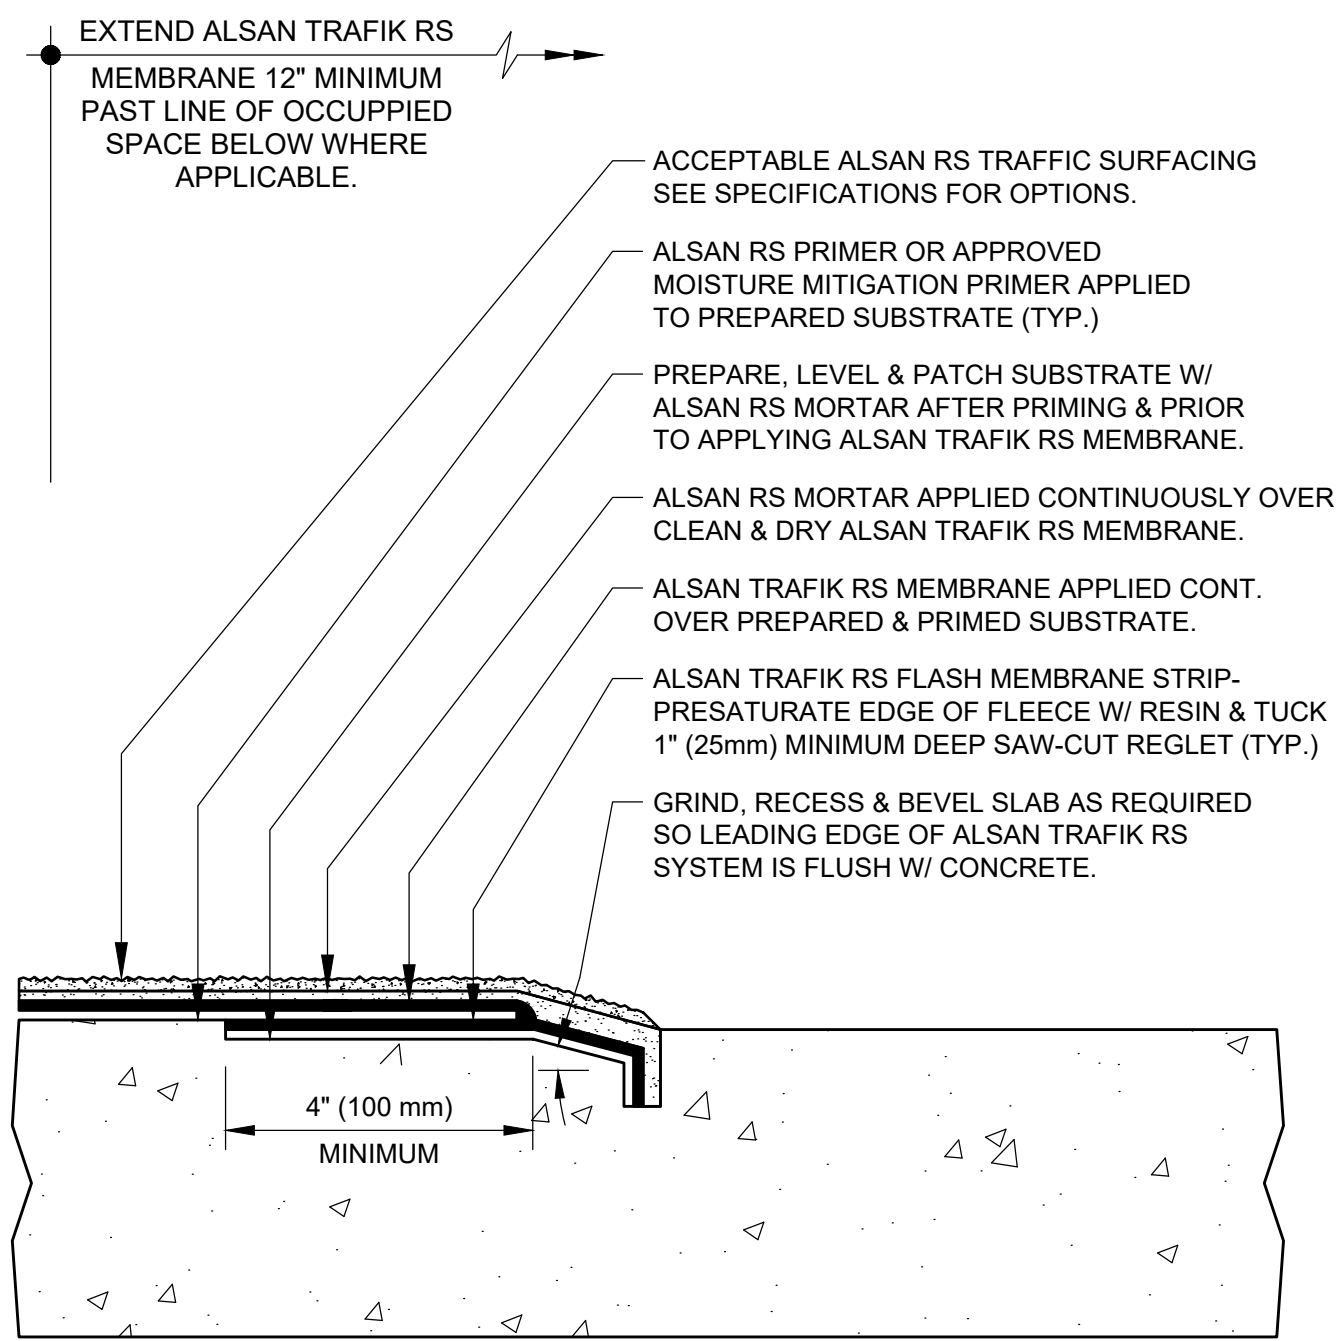 EXTEND ALSAN TRAFIK RS
MEMBRANE 12" MINIMUM
PAST LINE OF OCCUPPIED
SPACE BELOW WHERE
APPLICABLE.
ACCEPTABLE ALSAN RS TRAFFIC SURFACING
SEE SPECIFICATIONS FOR OPTIONS.
ALSAN RS PRIMER OR APPROVED
MOISTURE MITIGATION PRIMER APPLIED
TO PREPARED SUBSTRATE (TYP.)
PREPARE, LEVEL & PATCH SUBSTRATE W/
ALSAN RS MORTAR AFTER PRIMING & PRIOR
TO APPLYING ALSAN TRAFIK RS MEMBRANE.
ALSAN RS MORTAR APPLIED CONTINUOUSLY OVER
CLEAN & DRY ALSAN TRAFIK RS MEMBRANE.
ALSAN TRAFIK RS MEMBRANE APPLIED CONT.
OVER PREPARED & PRIMED SUBSTRATE.
ALSAN TRAFIK RS FLASH MEMBRANE STRIP-
PRESATURATE EDGE OF FLEECE W/ RESIN & TUCK
1" (25mm) MINIMUM DEEP SAW-CUT REGLET (TYP.)
GRIND, RECESS & BEVEL SLAB AS REQUIRED
SO LEADING EDGE OF ALSAN TRAFIK RS
SYSTEM IS FLUSH W/ CONCRETE.
4" (100 mm)
MINIMUM